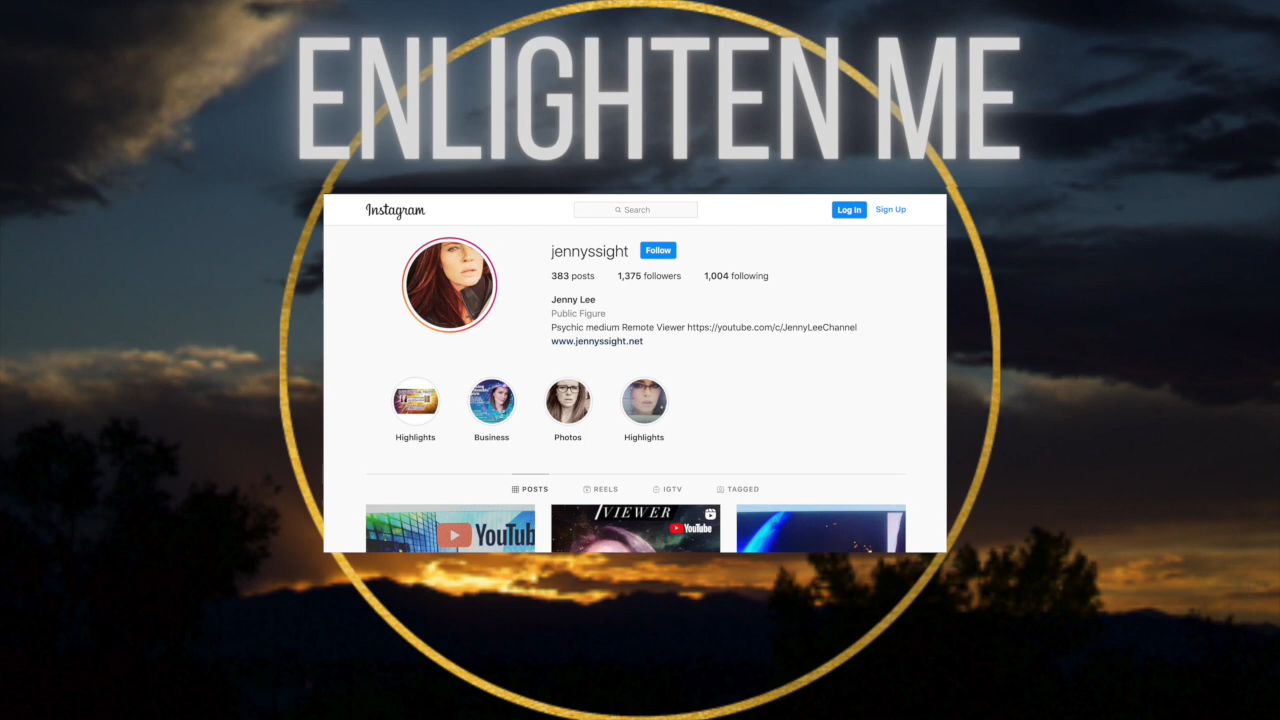 ENLIGHTEN ME
Instagram
Search
Log In
Sign Up
jennyssight
Follow
383 posts 1,375 followers 1,004 following
Jenny Lee
Public Figure
Psychic medium Remote Viewer https://youtube.com/c/JennyLeeChannel
www.jennyssight.net
Highlights Business Photos Highlights
POSTS REELS IGTV TAGGED
YouTub
VIEWER
YouTube